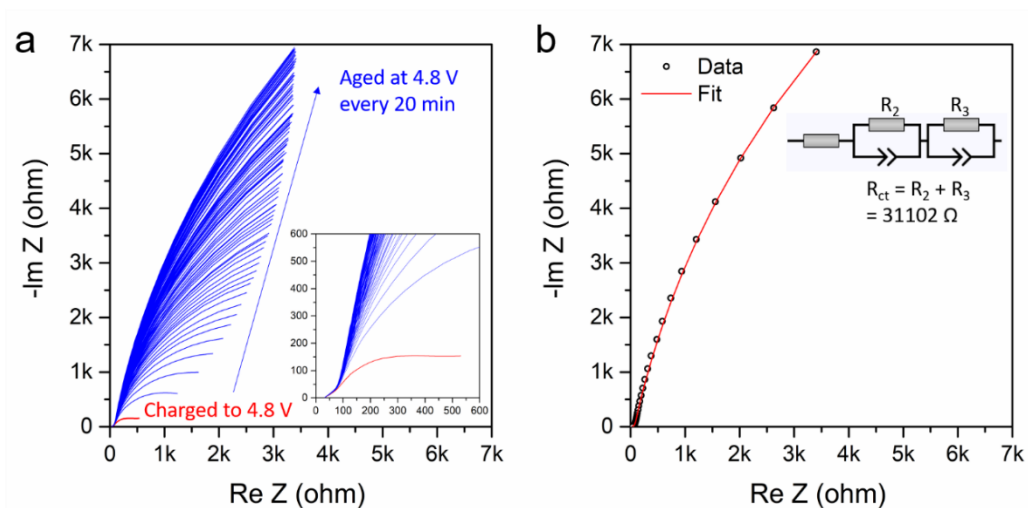 a
7k
6k
5k
4k
3k
2k
1k
0
-Im Z (ohm)
Aged at 4.8 V
every 20 min
Charged to 4.8 V
600
500
400
300
200
100
0
0 100 200 300 400 500 600
0 1k 2k 3k 4k 5k 6k 7k
Re Z (ohm)
b
7k
6k
5k
4k
3k
2k
1k
0
-Im Z (ohm)
Data
Fit
R₂ R₃
Rct = R₂ + R₃
= 31102 Ω
0 1k 2k 3k 4k 5k 6k 7k
Re Z (ohm)